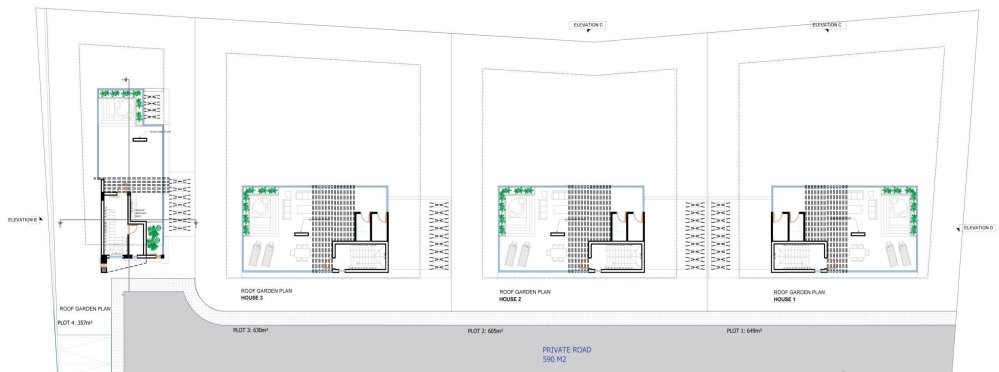 ELEVATION C
ELEVATION C
ELEVATION B
ELEVATION D
ROOF GARDEN PLAN
HOUSE 3
ROOF GARDEN PLAN
HOUSE 2
ROOF GARDEN PLAN
HOUSE 1
ROOF GARDEN PLAN
PLOT 4: 357m²
PLOT 3: 630m²
PLOT 2: 605m²
PLOT 1: 649m²
PRIVATE ROAD
590 M2